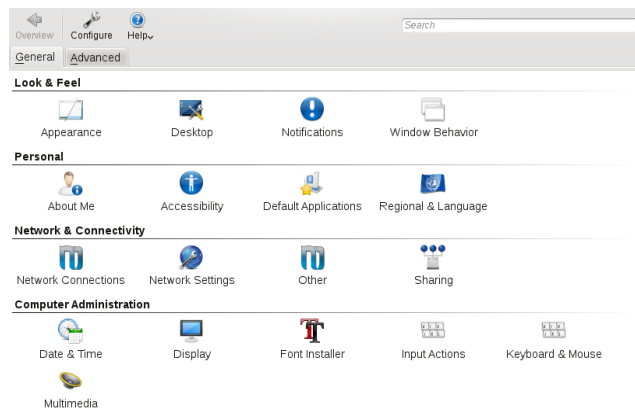 Overview Configure Help
Search
General Advanced
Look & Feel
Appearance Desktop Notifications Window Behavior
Personal
About Me Accessibility Default Applications Regional & Language
Network & Connectivity
Network Connections Network Settings Other Sharing
Computer Administration
Date & Time Display Font Installer Input Actions Keyboard & Mouse
Multimedia